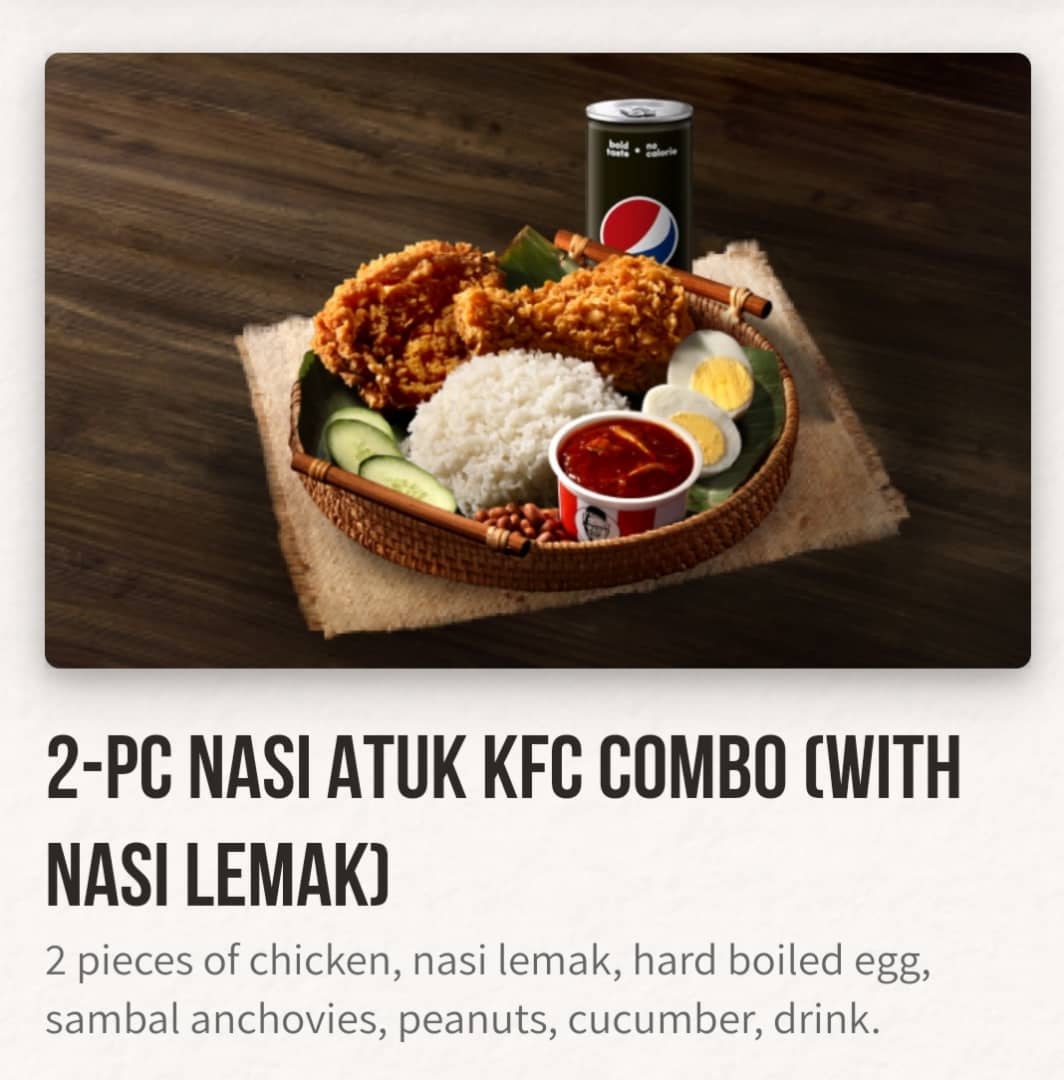 bold no
taste • calorie
2-PC NASI ATUK KFC COMBO (WITH
NASI LEMAK)
2 pieces of chicken, nasi lemak, hard boiled egg,
sambal anchovies, peanuts, cucumber, drink.